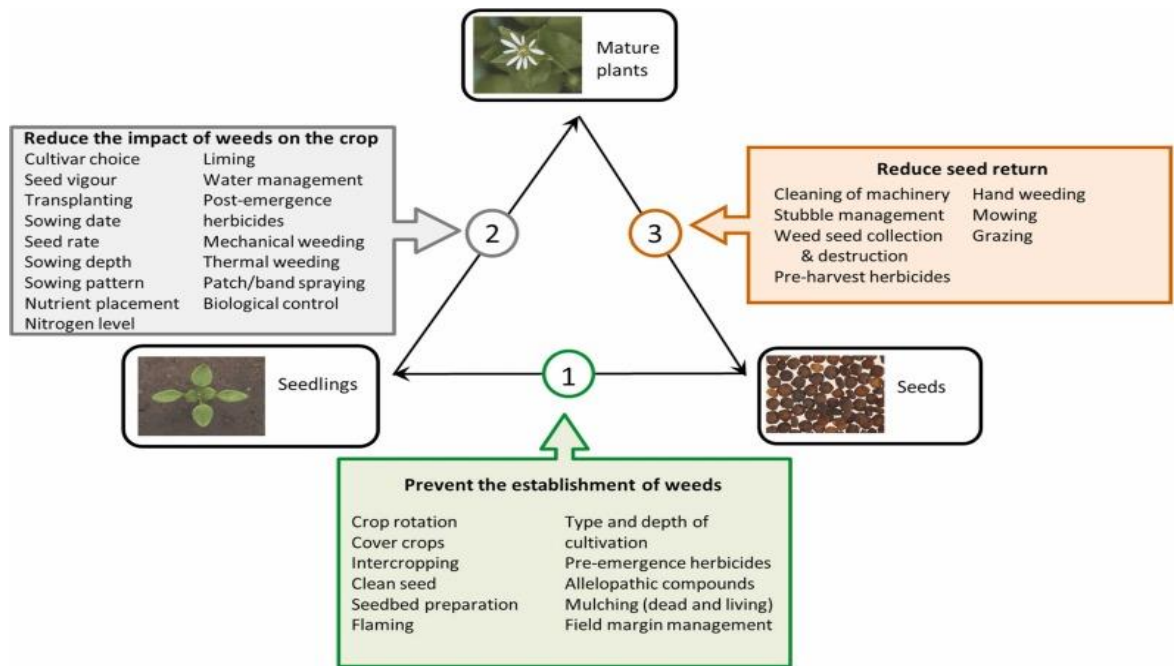 Mature
plants
Reduce the impact of weeds on the crop
Cultivar choice
Seed vigour
Transplanting
Sowing date
Seed rate
Sowing depth
Sowing pattern
Nutrient placement
Nitrogen level
Liming
Water management
Post-emergence
herbicides
Mechanical weeding
Thermal weeding
Patch/band spraying
Biological control
2
3
Reduce seed return
Cleaning of machinery
Stubble management
Weed seed collection
& destruction
Pre-harvest herbicides
Hand weeding
Mowing
Grazing
Seedlings
1
Seeds
Prevent the establishment of weeds
Crop rotation
Cover crops
Intercropping
Clean seed
Seedbed preparation
Flaming
Type and depth of
cultivation
Pre-emergence herbicides
Allelopathic compounds
Mulching (dead and living)
Field margin management